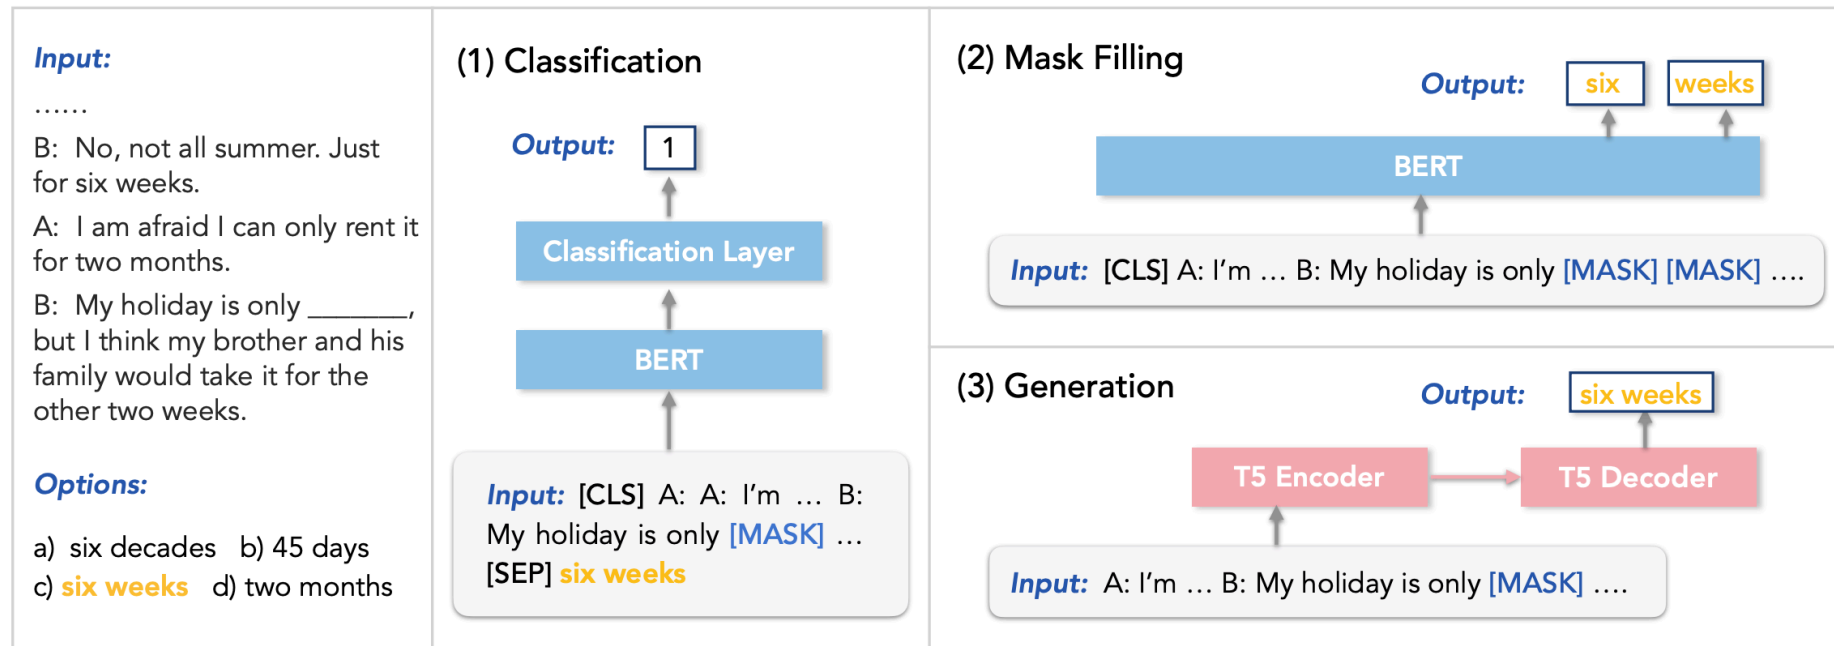 Input:
......
B: No, not all summer. Just
for six weeks.
A: I am afraid I can only rent it
for two months.
B: My holiday is only _______,
but I think my brother and his
family would take it for the
other two weeks.
Options:
a) six decades b) 45 days
c) six weeks d) two months
(1) Classification
Output: 1
Classification Layer
BERT
Input: [CLS] A: A: I'm ... B:
My holiday is only [MASK] ...
[SEP] six weeks
(2) Mask Filling
Output: six weeks
BERT
Input: [CLS] A: I'm ... B: My holiday is only [MASK] [MASK] ....
(3) Generation
Output: six weeks
T5 Encoder T5 Decoder
Input: A: I'm ... B: My holiday is only [MASK] ....